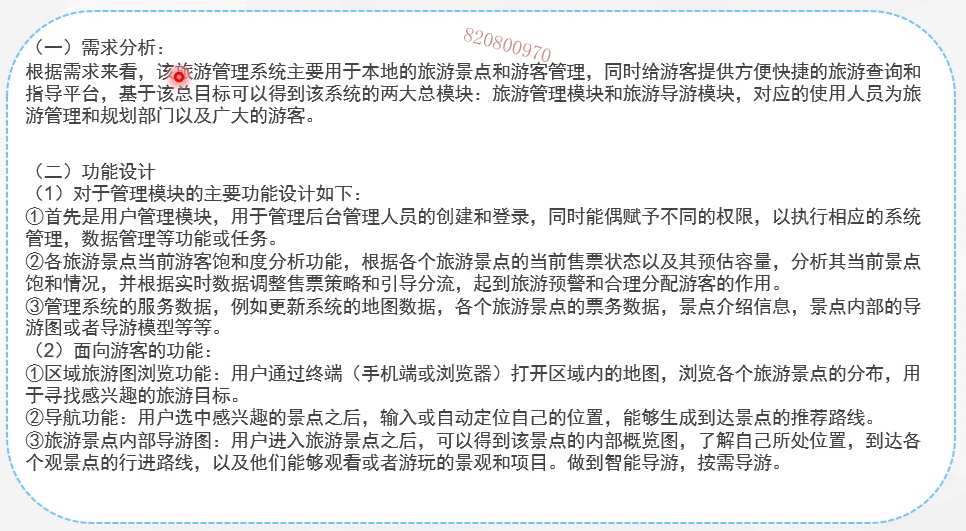 820800970
（一）需求分析：
根据需求来看，该旅游管理系统主要用于本地的旅游景点和游客管理，同时给游客提供方便快捷的旅游查询和
指导平台，基于该总目标可以得到该系统的两大总模块：旅游管理模块和旅游导游模块，对应的使用人员为旅
游管理和规划部门以及广大的游客。
（二）功能设计
（1）对于管理模块的主要功能设计如下：
①首先是用户管理模块，用于管理后台管理人员的创建和登录，同时能偶赋予不同的权限，以执行相应的系统
管理，数据管理等功能或任务。
②各旅游景点当前游客饱和度分析功能，根据各个旅游景点的当前售票状态以及其预估容量，分析其当前景点
饱和情况，并根据实时数据调整售票策略和引导分流，起到旅游预警和合理分配游客的作用。
③管理系统的服务数据，例如更新系统的地图数据，各个旅游景点的票务数据，景点介绍信息，景点内部的导
游图或者导游模型等等。
（2）面向游客的功能：
①区域旅游图浏览功能：用户通过终端（手机端或浏览器）打开区域内的地图，浏览各个旅游景点的分布，用
于寻找感兴趣的旅游目标。
②导航功能：用户选中感兴趣的景点之后，输入或自动定位自己的位置，能够生成到达景点的推荐路线。
③旅游景点内部导游图：用户进入旅游景点之后，可以得到该景点的内部概览图，了解自己所处位置，到达各
个观景点的行进路线，以及他们能够观看或者游玩的景观和项目。做到智能导游，按需导游。